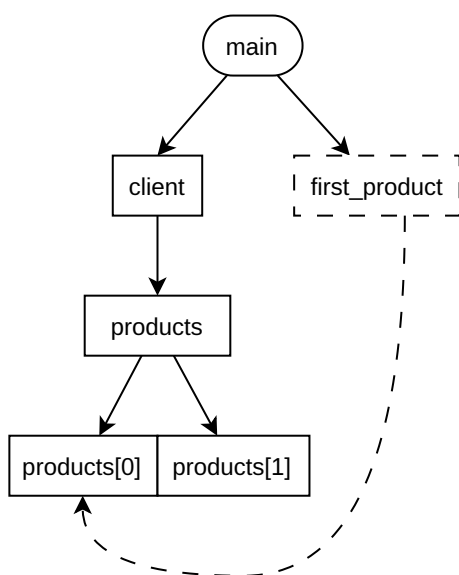 main
client
first_product
products
products[0]
products[1]